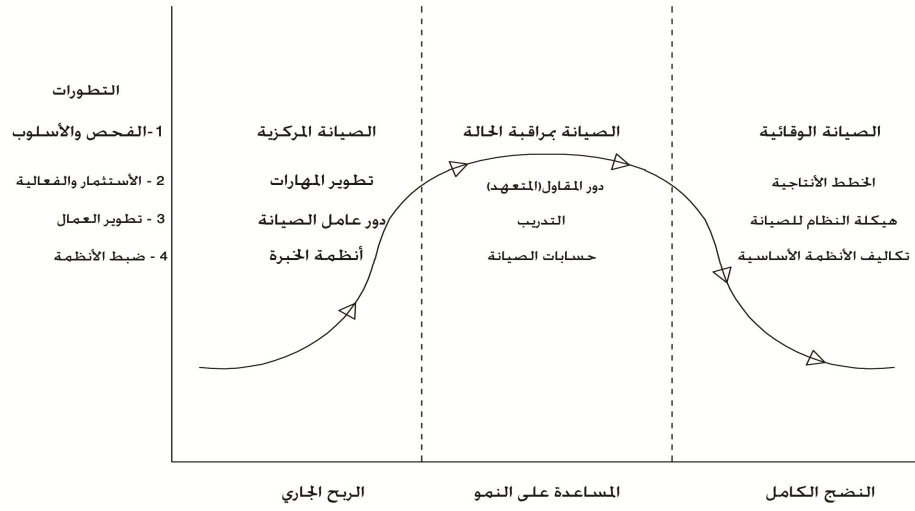 التطورات
1-الفحص والأسلوب
الصيانة المركزية
الصيانة بمراقبة الحالة
الصيانة الوقائية
2 - الأستثمار والفعالية
تطوير المهارات
دور المقاول(المتعهد)
الخطط الأنتاجية
3 - تطوير العمال
دور عامل الصيانة
التدريب
هيكلة النظام للصيانة
4 - ضبط الأنظمة
أنظمة الخبرة
حسابات الصيانة
تكاليف الأنظمة الأساسية
الربح الجاري
المساعدة على النمو
النضج الكامل